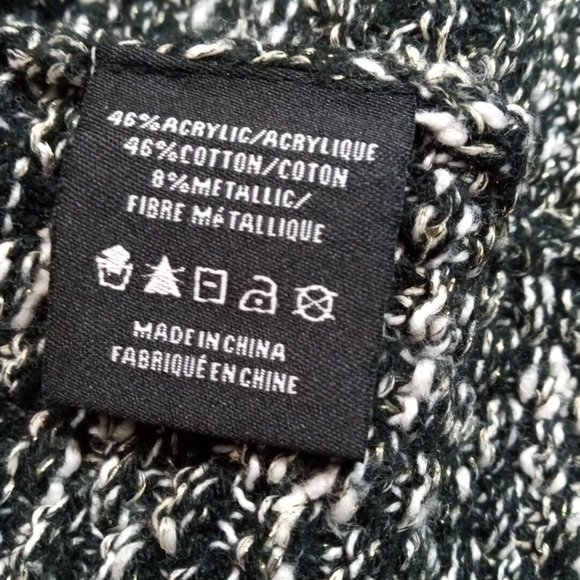 46%ACRYLIC/ACRYLIQUE
46%COTTON/COTON
8%METALLIC/
FIBRE MéTALLIQUE
MADE IN CHINA
FABRIQUÉ EN CHINE